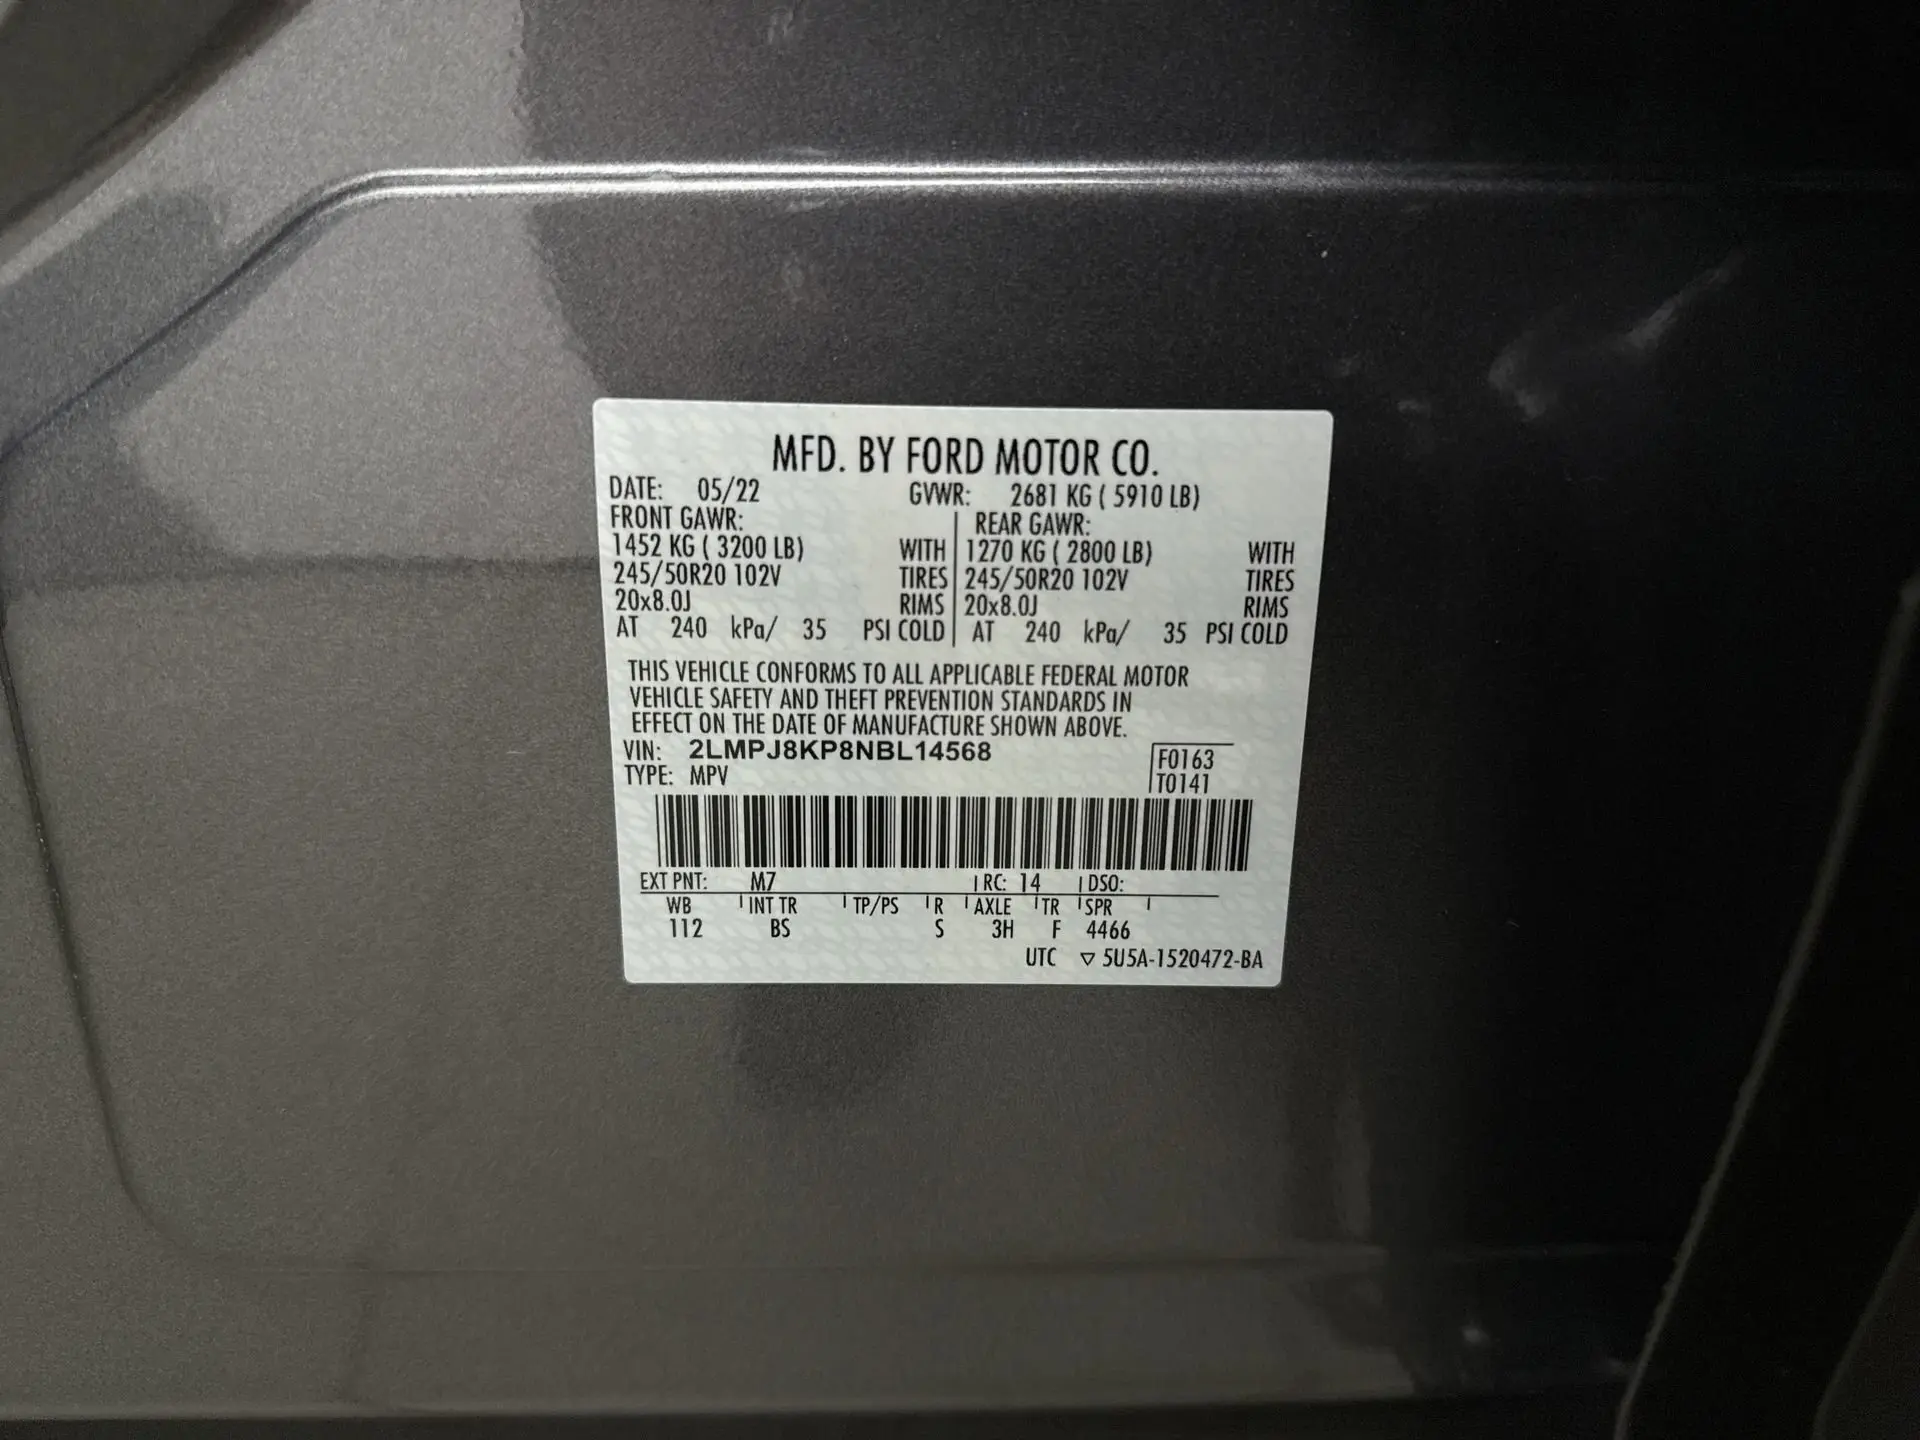 MFD. BY FORD MOTOR CO.
DATE: 05/22 GVWR: 2681 KG ( 5910 LB)
FRONT GAWR: REAR GAWR:
1452 KG ( 3200 LB) WITH 1270 KG ( 2800 LB) WITH
245/50R20 102V TIRES 245/50R20 102V TIRES
20x8.0J RIMS 20x8.0J RIMS
AT 240 kPa/ 35 PSI COLD AT 240 kPa/ 35 PSI COLD
THIS VEHICLE CONFORMS TO ALL APPLICABLE FEDERAL MOTOR
VEHICLE SAFETY AND THEFT PREVENTION STANDARDS IN
EFFECT ON THE DATE OF MANUFACTURE SHOWN ABOVE.
VIN: 2LMPJ8KP8NBL14568 F0163
TYPE: MPV T0141
EXT PNT: M7 RC: 14 DSO:
WB INT TR TP/PS R AXLE TR SPR
112 BS S 3H F 4466
UTC ▽ 5U5A-1520472-BA